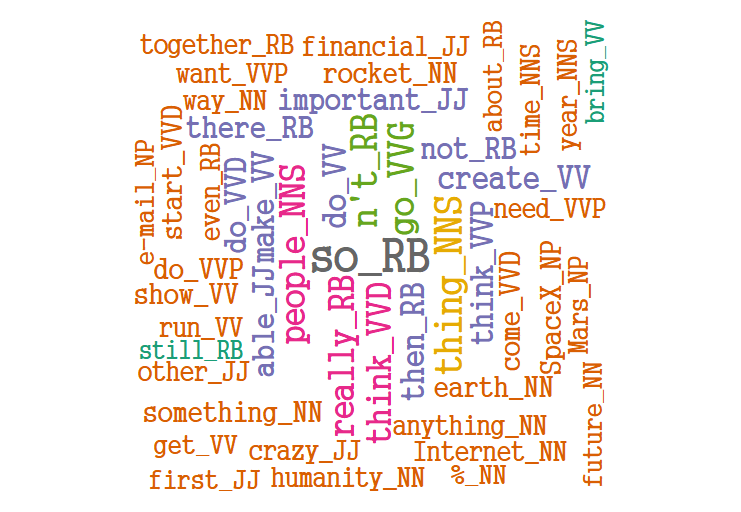 together_RB financial_JJ
want_VVP rocket_NN
way_NN important_JJ
there_RB
about_RB
time_NNS
year_NNS
bring_VV
e-mail_NP
start_VVD
even_RB
do_VVD
make_VV
able_JJ
people_NNS
do_VV
n't_RB
go_VVG
not_RB
create_VV
need_VVP
so_RB
thing_NNS
think_VVP
come_VVD
SpaceX_NP
Mars_NP
do_VVP
show_VV
run_VV
still_RB
other_JJ
really_RB
think_VVD
then_RB
earth_NN
something_NN
anything_NN
get_VV crazy_JJ Internet_NN
first_JJ humanity_NN %_NN
future_NN